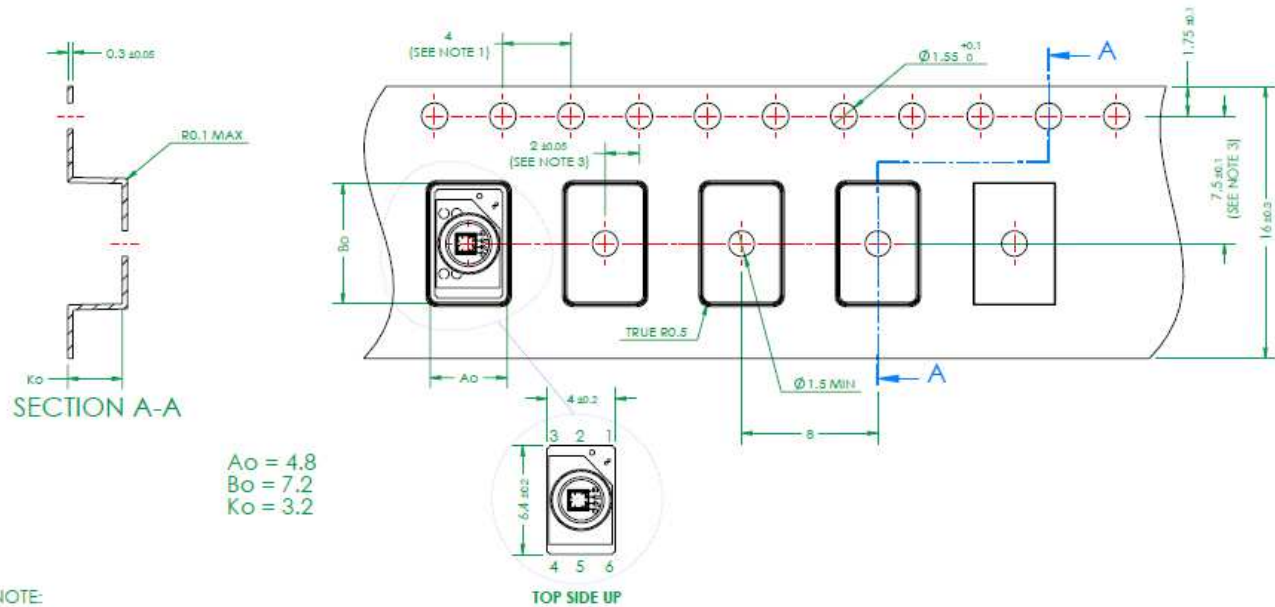 0.3 ±0.05
R0.1 MAX
Ko
SECTION A-A
4
(SEE NOTE 1)
Ø1.55 +0.1 0
A
1.75 ±0.1
2 ±0.05
(SEE NOTE 3)
7.5 ±0.1
(SEE NOTE 3)
16 ±0.3
Bo
TRUE R0.5
Ao
Ø1.5 MIN
A
8
4 ±0.2
3 2 1
6.4 ±0.2
4 5 6
TOP SIDE UP
Ao = 4.8
Bo = 7.2
Ko = 3.2
NOTE: